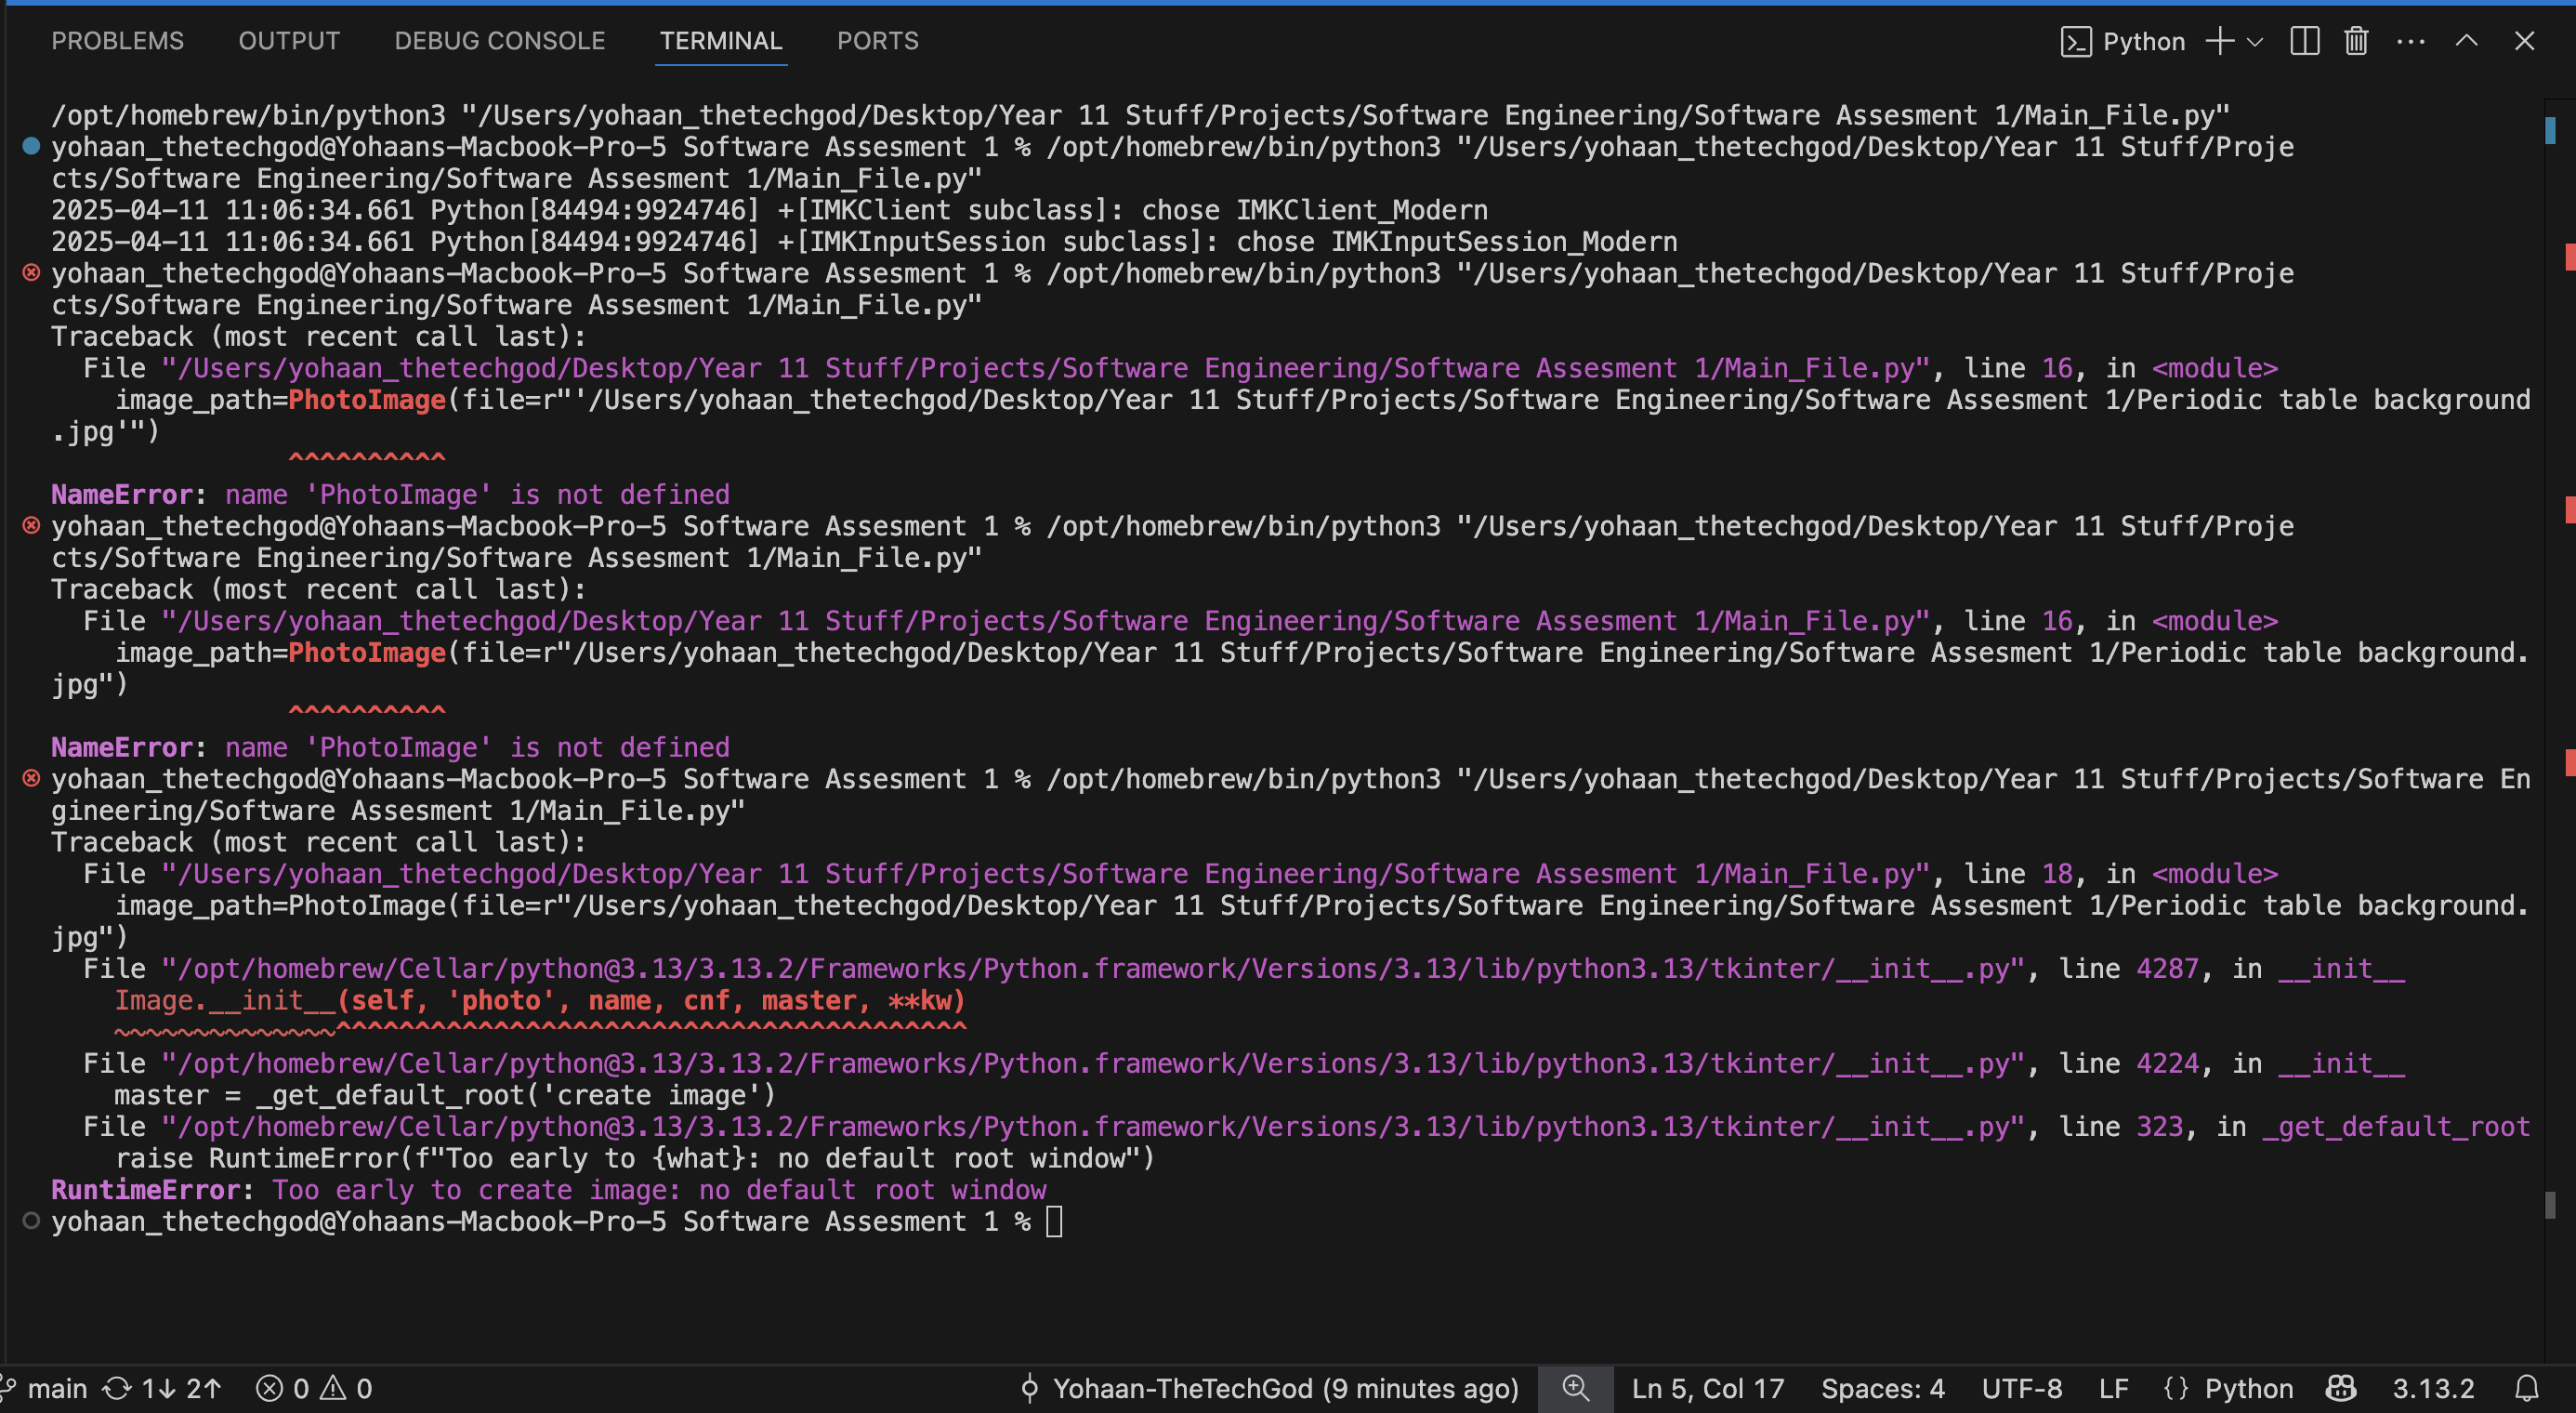 PROBLEMS OUTPUT DEBUG CONSOLE TERMINAL PORTS Python
/opt/homebrew/bin/python3 "/Users/yohaan_thetechgod/Desktop/Year 11 Stuff/Projects/Software Engineering/Software Assesment 1/Main_File.py"
yohaan_thetechgod@Yohaans-Macbook-Pro-5 Software Assesment 1 % /opt/homebrew/bin/python3 "/Users/yohaan_thetechgod/Desktop/Year 11 Stuff/Proje
cts/Software Engineering/Software Assesment 1/Main_File.py"
2025-04-11 11:06:34.661 Python[84494:9924746] +[IMKClient subclass]: chose IMKClient_Modern
2025-04-11 11:06:34.661 Python[84494:9924746] +[IMKInputSession subclass]: chose IMKInputSession_Modern
yohaan_thetechgod@Yohaans-Macbook-Pro-5 Software Assesment 1 % /opt/homebrew/bin/python3 "/Users/yohaan_thetechgod/Desktop/Year 11 Stuff/Proje
cts/Software Engineering/Software Assesment 1/Main_File.py"
Traceback (most recent call last):
  File "/Users/yohaan_thetechgod/Desktop/Year 11 Stuff/Projects/Software Engineering/Software Assesment 1/Main_File.py", line 16, in <module>
    image_path=PhotoImage(file=r"'/Users/yohaan_thetechgod/Desktop/Year 11 Stuff/Projects/Software Engineering/Software Assesment 1/Periodic table background
.jpg'")
               ^^^^^^^^^^
NameError: name 'PhotoImage' is not defined
yohaan_thetechgod@Yohaans-Macbook-Pro-5 Software Assesment 1 % /opt/homebrew/bin/python3 "/Users/yohaan_thetechgod/Desktop/Year 11 Stuff/Proje
cts/Software Engineering/Software Assesment 1/Main_File.py"
Traceback (most recent call last):
  File "/Users/yohaan_thetechgod/Desktop/Year 11 Stuff/Projects/Software Engineering/Software Assesment 1/Main_File.py", line 16, in <module>
    image_path=PhotoImage(file=r"/Users/yohaan_thetechgod/Desktop/Year 11 Stuff/Projects/Software Engineering/Software Assesment 1/Periodic table background.
jpg")
               ^^^^^^^^^^
NameError: name 'PhotoImage' is not defined
yohaan_thetechgod@Yohaans-Macbook-Pro-5 Software Assesment 1 % /opt/homebrew/bin/python3 "/Users/yohaan_thetechgod/Desktop/Year 11 Stuff/Projects/Software En
gineering/Software Assesment 1/Main_File.py"
Traceback (most recent call last):
  File "/Users/yohaan_thetechgod/Desktop/Year 11 Stuff/Projects/Software Engineering/Software Assesment 1/Main_File.py", line 18, in <module>
    image_path=PhotoImage(file=r"/Users/yohaan_thetechgod/Desktop/Year 11 Stuff/Projects/Software Engineering/Software Assesment 1/Periodic table background.
jpg")
  File "/opt/homebrew/Cellar/python@3.13/3.13.2/Frameworks/Python.framework/Versions/3.13/lib/python3.13/tkinter/__init__.py", line 4287, in __init__
    Image.__init__(self, 'photo', name, cnf, master, **kw)
    ~~~~~~~~~~~~~~^^^^^^^^^^^^^^^^^^^^^^^^^^^^^^^^^^^^^^^^
  File "/opt/homebrew/Cellar/python@3.13/3.13.2/Frameworks/Python.framework/Versions/3.13/lib/python3.13/tkinter/__init__.py", line 4224, in __init__
    master = _get_default_root('create image')
  File "/opt/homebrew/Cellar/python@3.13/3.13.2/Frameworks/Python.framework/Versions/3.13/lib/python3.13/tkinter/__init__.py", line 323, in _get_default_root
    raise RuntimeError(f"Too early to {what}: no default root window")
RuntimeError: Too early to create image: no default root window
yohaan_thetechgod@Yohaans-Macbook-Pro-5 Software Assesment 1 %
main 1↓ 2↑ 0 0 Yohaan-TheTechGod (9 minutes ago) Ln 5, Col 17 Spaces: 4 UTF-8 LF {} Python 3.13.2